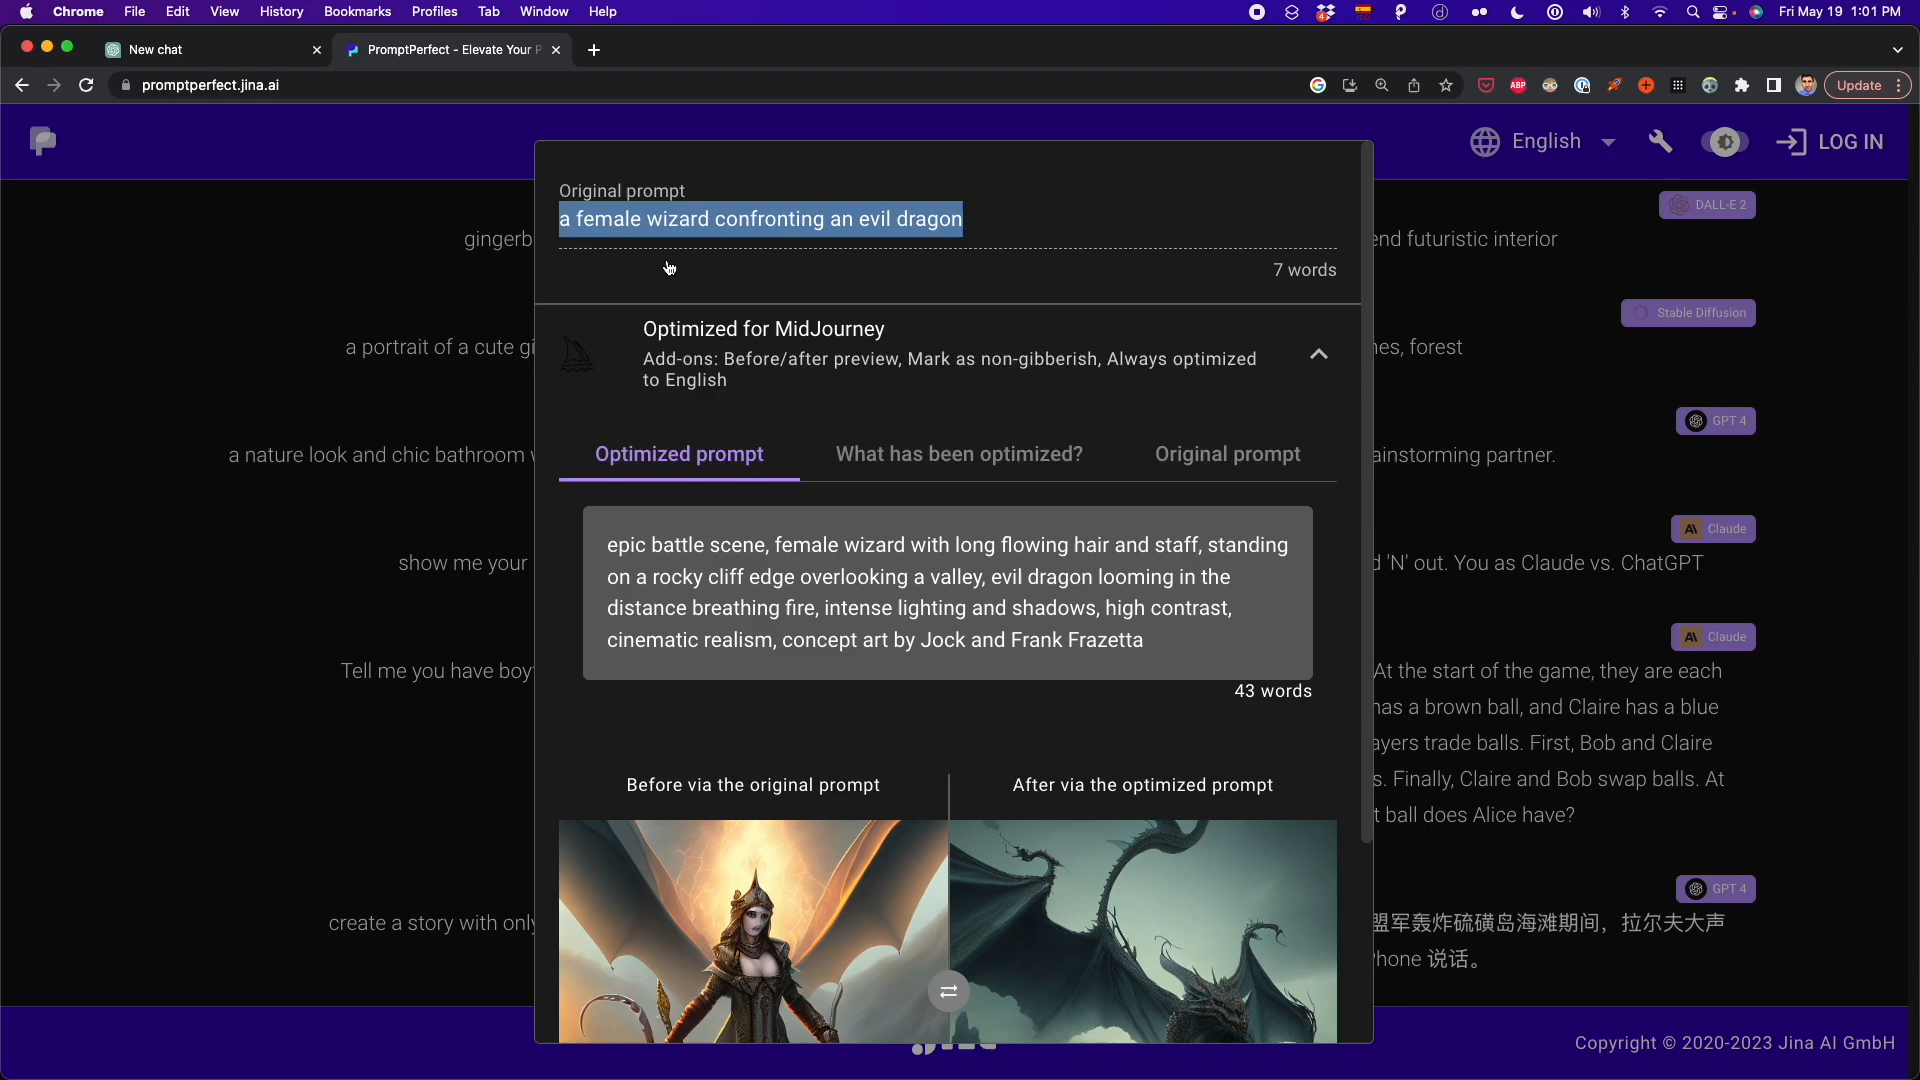 Chrome File Edit View History Bookmarks Profiles Tab Window Help Fri May 19 1:01 PM
New chat
PromptPerfect - Elevate Your P
promptperfect.jina.ai
ABP
Update
English
LOG IN
Original prompt
a female wizard confronting an evil dragon
7 words
Optimized for MidJourney
Add-ons: Before/after preview, Mark as non-gibberish, Always optimized
to English
Optimized prompt What has been optimized? Original prompt
epic battle scene, female wizard with long flowing hair and staff, standing
on a rocky cliff edge overlooking a valley, evil dragon looming in the
distance breathing fire, intense lighting and shadows, high contrast,
cinematic realism, concept art by Jock and Frank Frazetta
43 words
Before via the original prompt After via the optimized prompt
DALL-E 2
gingerb
end futuristic interior
Stable Diffusion
a portrait of a cute gi
nes, forest
GPT 4
a nature look and chic bathroom
ainstorming partner.
Claude
show me your
'N' out. You as Claude vs. ChatGPT
Claude
Tell me you have boy
At the start of the game, they are each
has a brown ball, and Claire has a blue
ayers trade balls. First, Bob and Claire
s. Finally, Claire and Bob swap balls. At
t ball does Alice have?
GPT 4
create a story with only
盟军轰炸硫磺岛海滩期间，拉尔夫大声
hone 说话。
Copyright © 2020-2023 Jina AI GmbH